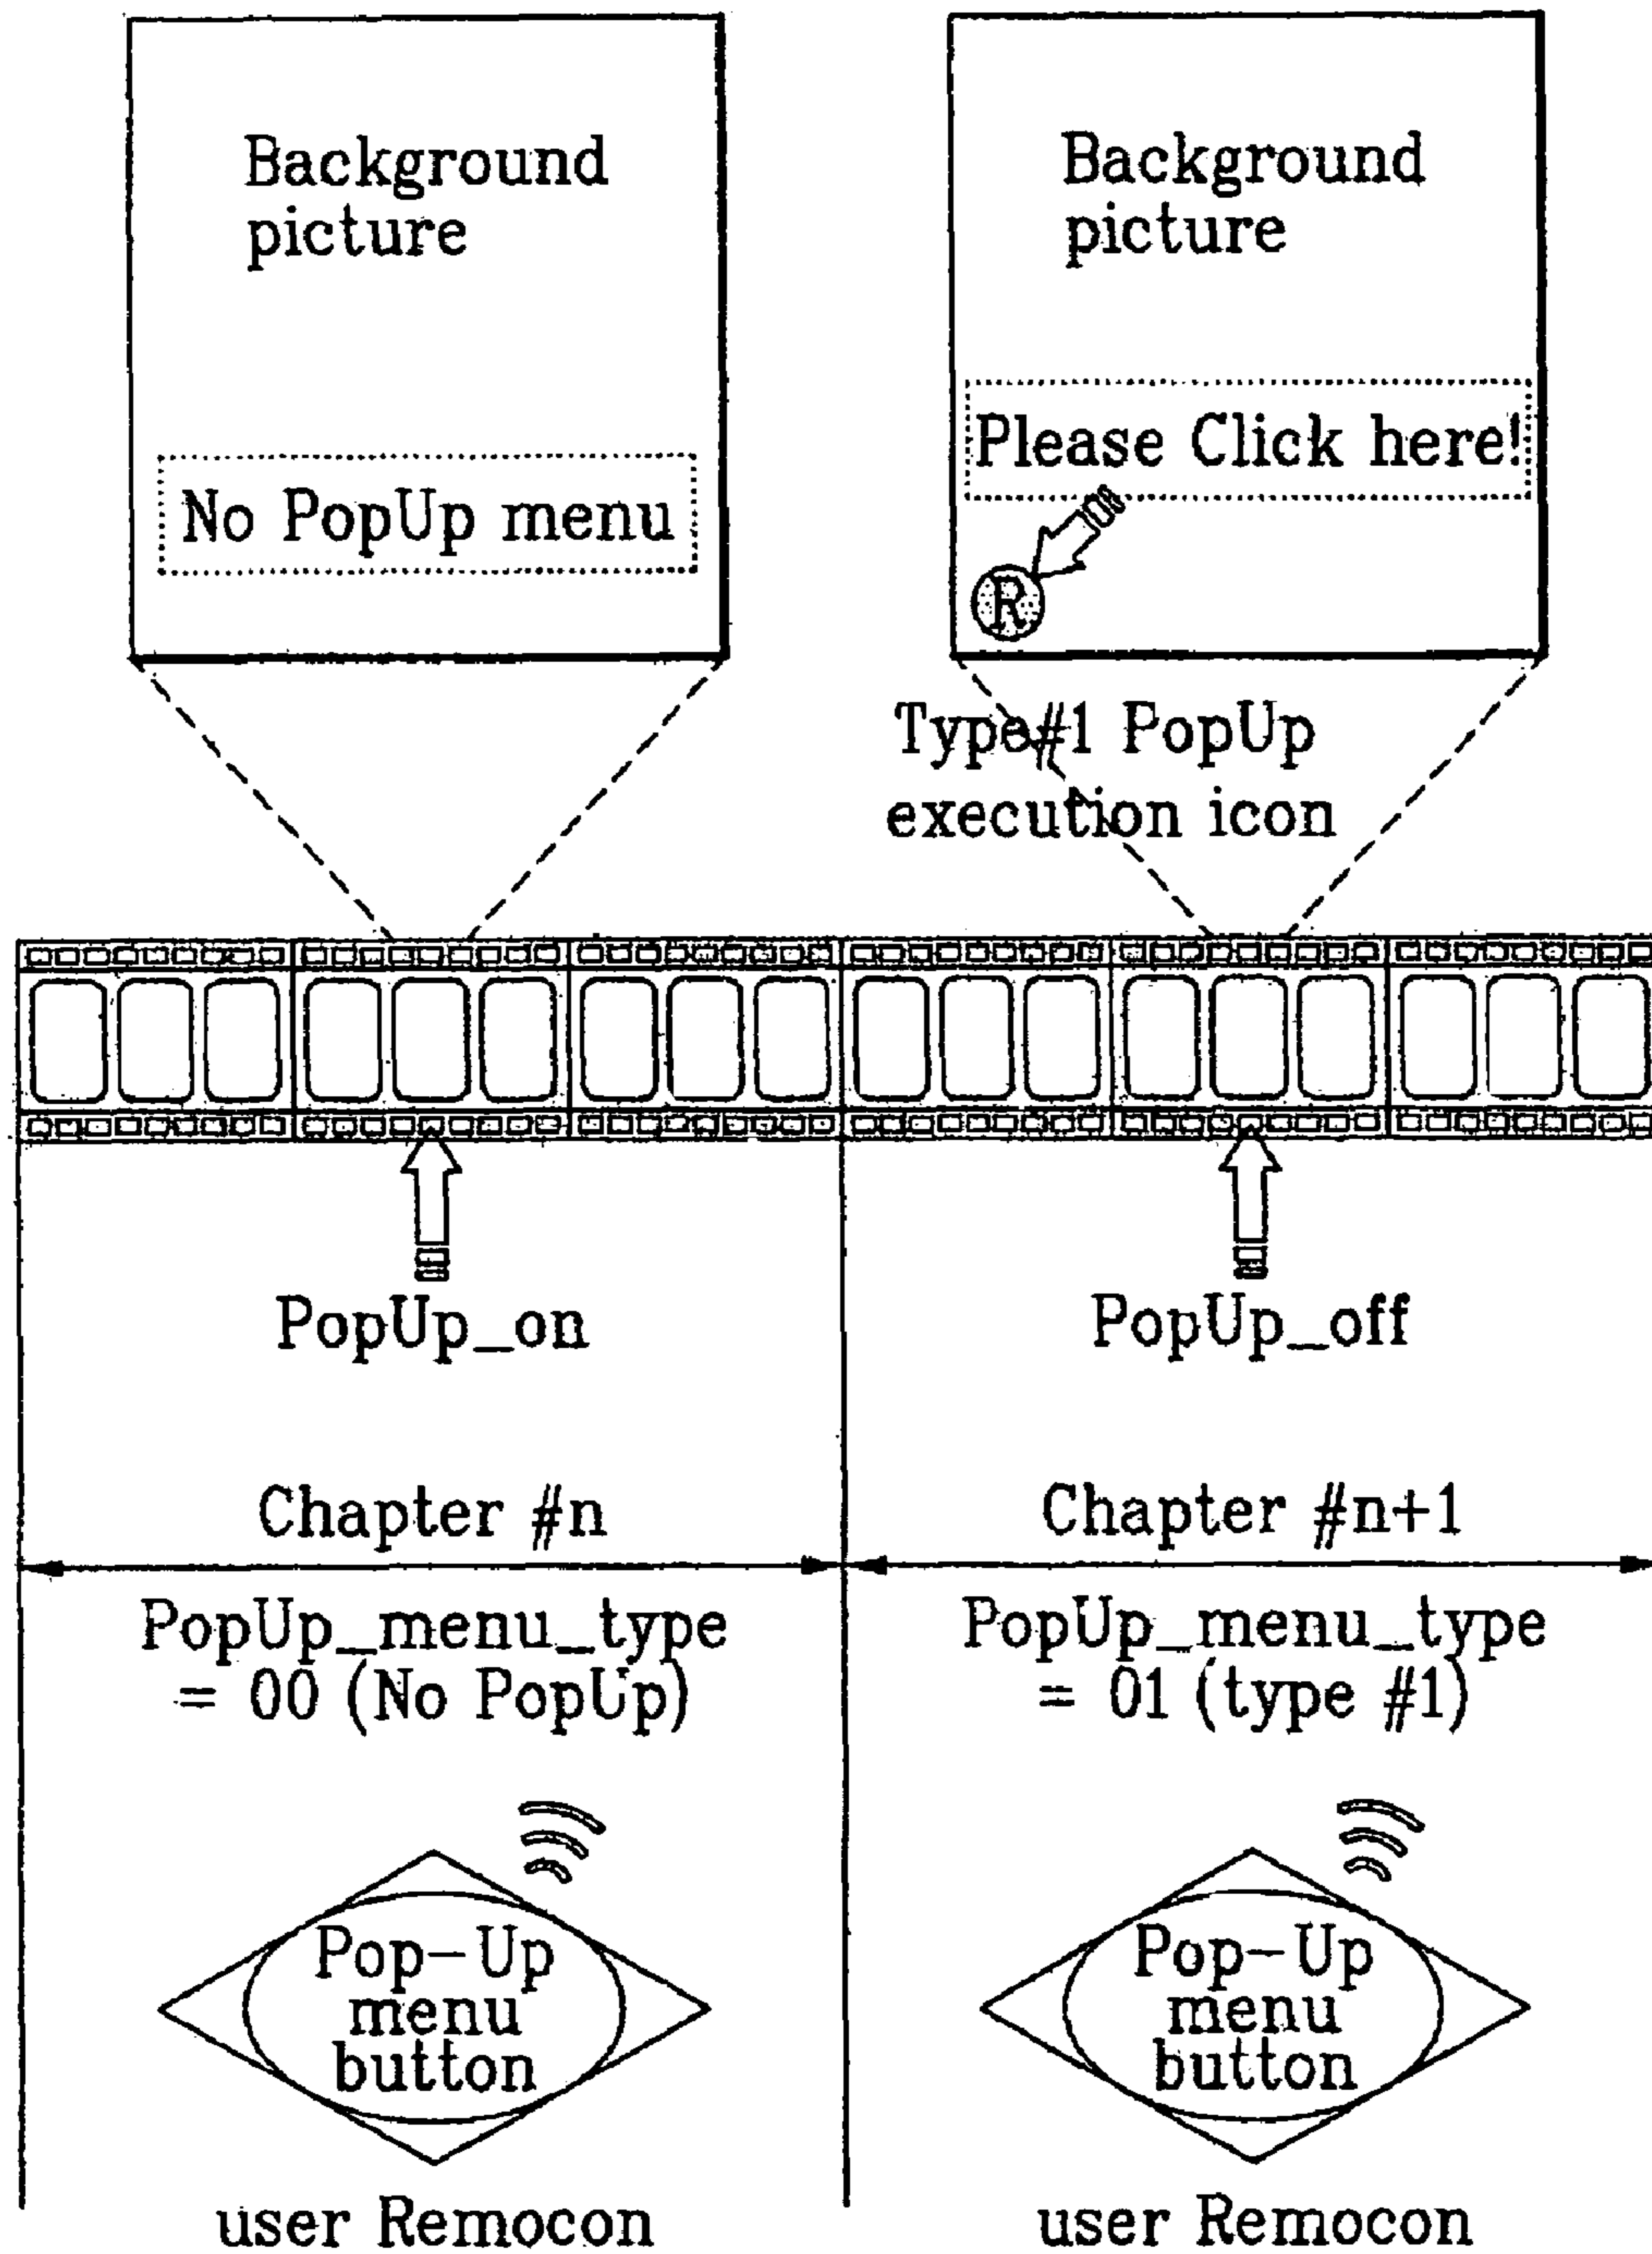 Background
picture
No PopUp menu
Background
picture
Please Click here!
R
Type#1 PopUp
execution icon
PopUp_on
PopUp_off
Chapter #n
Chapter #n+1
PopUp_menu_type
= 00 (No PopUp)
PopUp_menu_type
= 01 (type #1)
Pop-Up
menu
button
Pop-Up
menu
button
user Remocon
user Remocon